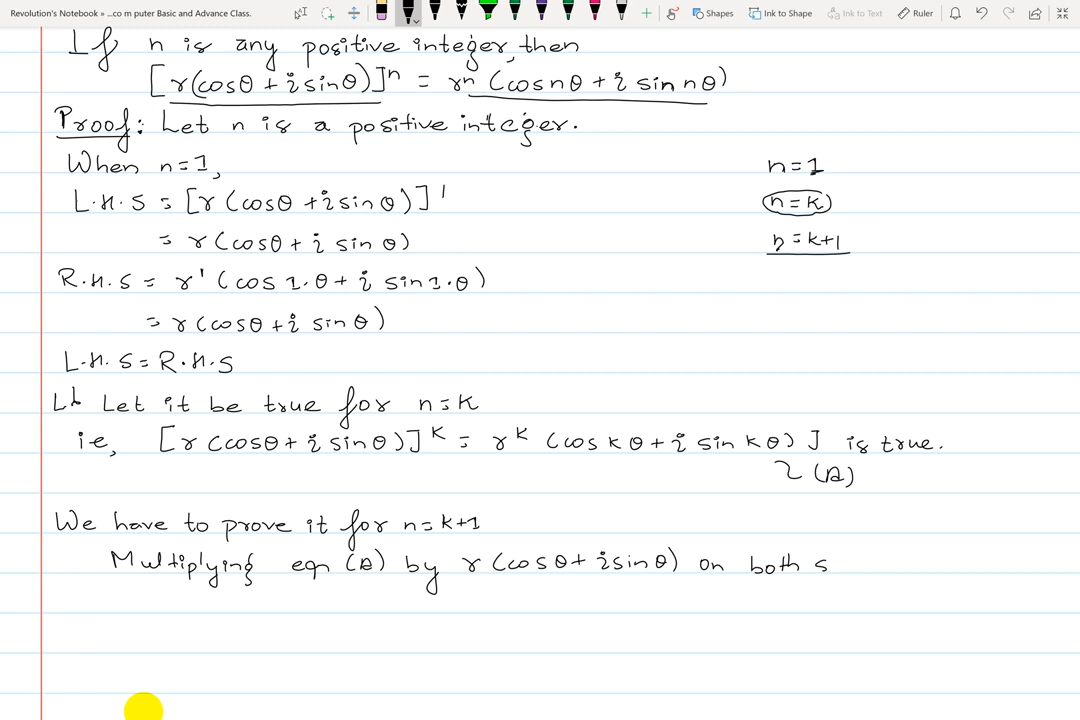 Revolution's Notebook » ...co m puter Basic and Advance Class.
Shapes Ink to Shape Ink to Text Ruler
If n is any positive integer, then
[r(cosθ + i sinθ)]ⁿ = rⁿ (cos nθ + i sin nθ)
Proof: Let n is a positive integer.
When n=1,
n=1
L.H.S = [r (cosθ + i sin θ)]¹
(n=k)
= r (cosθ + i sin θ)
n=k+1
R.H.S = r¹ (cos 1.θ + i sin 1.θ)
= r (cosθ + i sin θ)
L.H.S = R.H.S
Let it be true for n=k
ie, [r (cosθ + i sinθ)]ᵏ = rᵏ (cos kθ + i sin kθ)] is true.
(A)
We have to prove it for n=k+1
Multiplying eqn (A) by r (cosθ + i sinθ) on both s